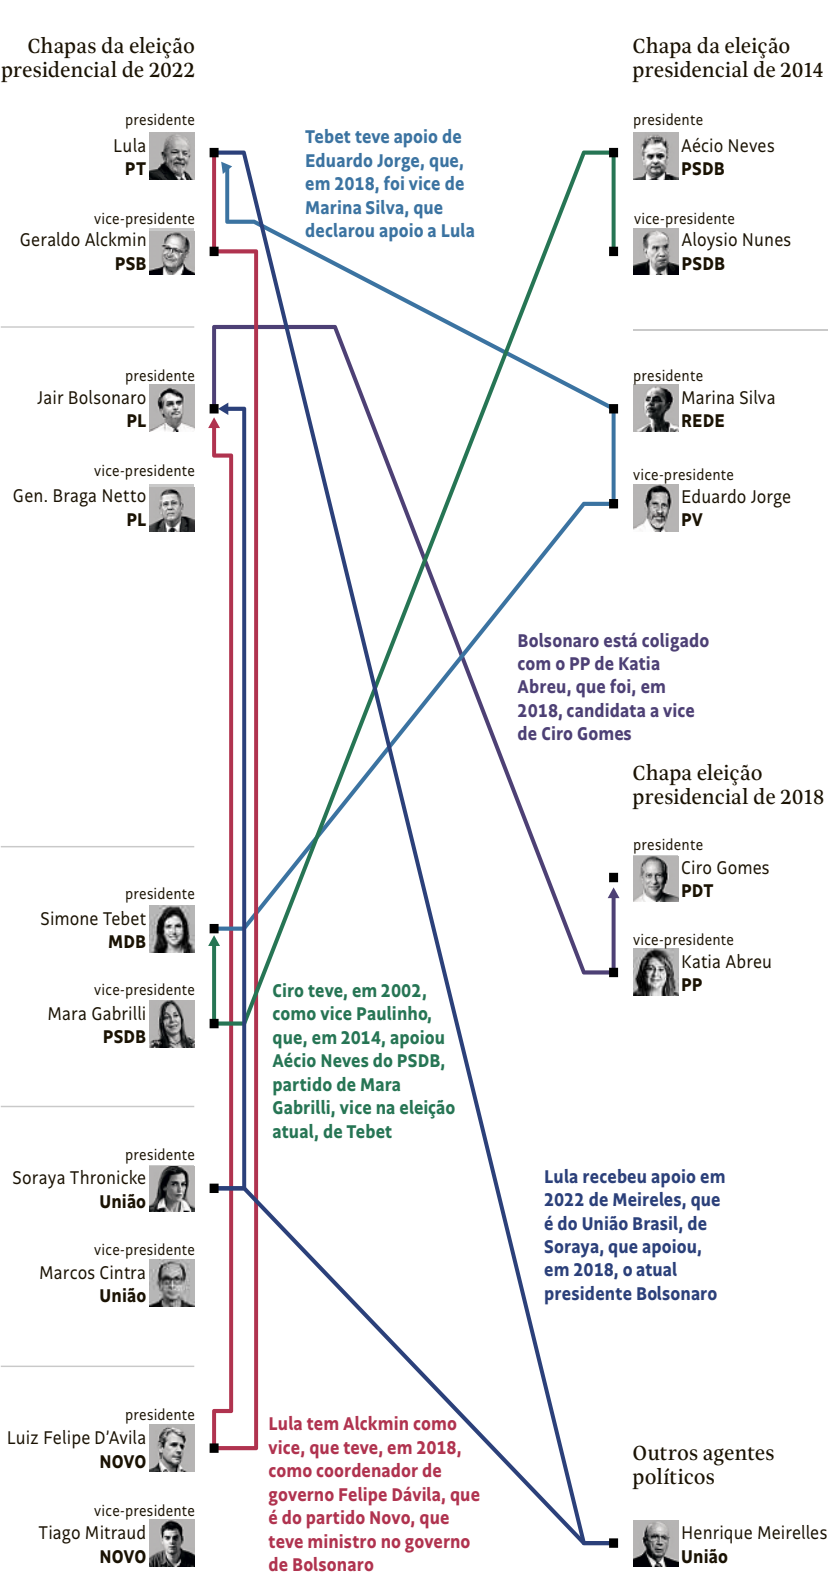 Chapas da eleição
presidencial de 2022
presidente
Lula
PT
vice-presidente
Geraldo Alckmin
PSB
presidente
Jair Bolsonaro
PL
vice-presidente
Gen. Braga Netto
PL
presidente
Simone Tebet
MDB
vice-presidente
Mara Gabrilli
PSDB
presidente
Soraya Thronicke
União
vice-presidente
Marcos Cintra
União
presidente
Luiz Felipe D'Avila
NOVO
vice-presidente
Tiago Mitraud
NOVO
Tebet teve apoio de
Eduardo Jorge, que,
em 2018, foi vice de
Marina Silva, que
declarou apoio a Lula
Bolsonaro está coligado
com o PP de Katia
Abreu, que foi, em
2018, candidata a vice
de Ciro Gomes
Ciro teve, em 2002,
como vice Paulinho,
que, em 2014, apoiou
Aécio Neves do PSDB,
partido de Mara
Gabrilli, vice na eleição
atual, de Tebet
Lula recebeu apoio em
2022 de Meireles, que
é do União Brasil, de
Soraya, que apoiou,
em 2018, o atual
presidente Bolsonaro
Lula tem Alckmin como
vice, que teve, em 2018,
como coordenador de
governo Felipe Dávila, que
é do partido Novo, que
teve ministro no governo
de Bolsonaro
Chapa da eleição
presidencial de 2014
presidente
Aécio Neves
PSDB
vice-presidente
Aloysio Nunes
PSDB
presidente
Marina Silva
REDE
vice-presidente
Eduardo Jorge
PV
Chapa eleição
presidencial de 2018
presidente
Ciro Gomes
PDT
vice-presidente
Katia Abreu
PP
Outros agentes
políticos
Henrique Meirelles
União